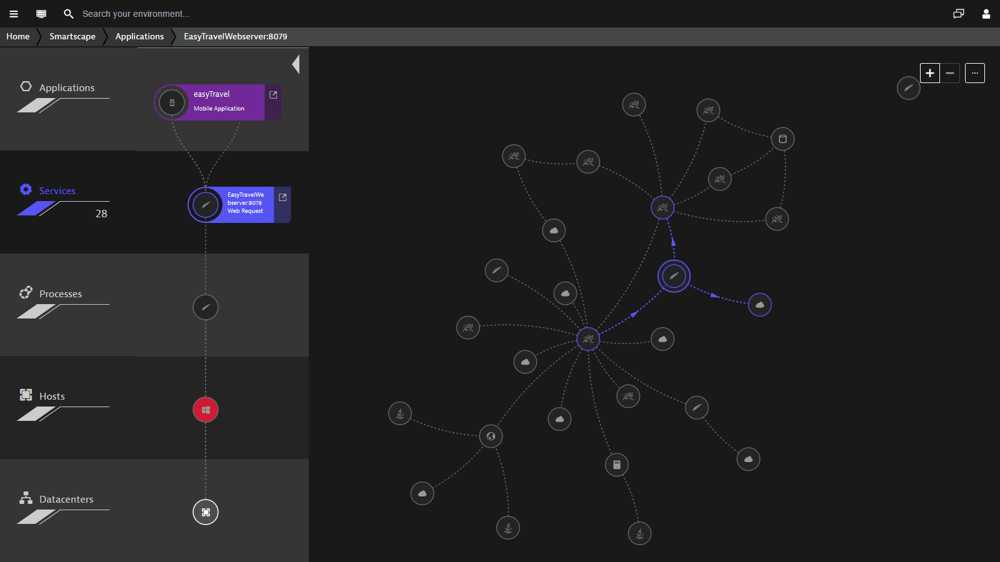 Search your environment...
Home
Smartscape
Applications
EasyTravelWebserver:8079
Applications
easyTravel
Mobile Application
Services
28
EasyTravelWe
bserver:8079
Web Request
Processes
Hosts
Datacenters